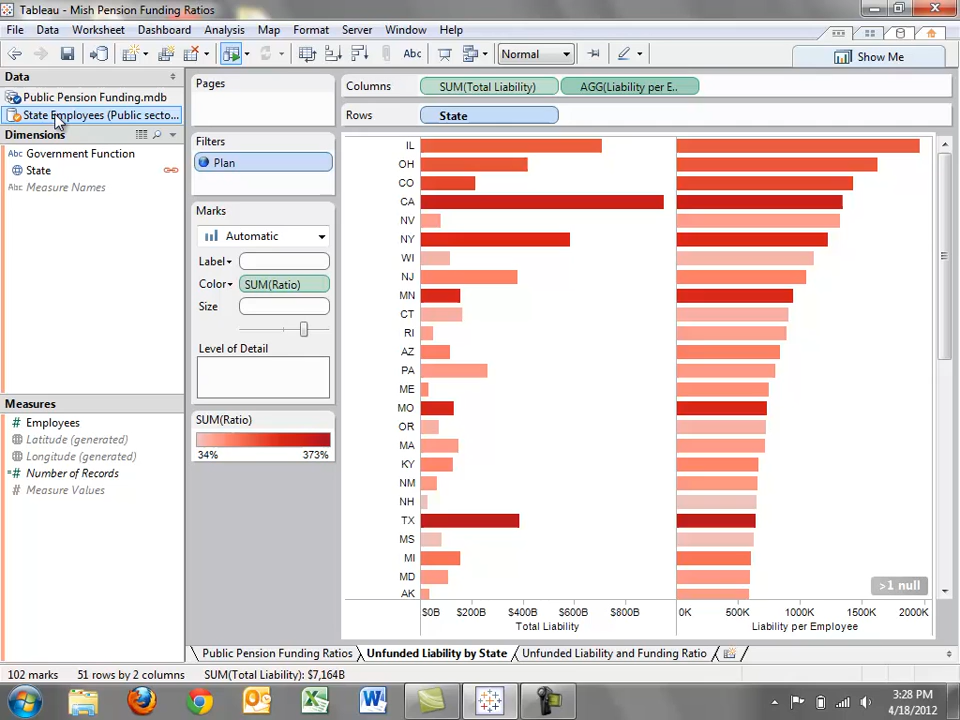 Tableau - Mish Pension Funding Ratios
File Data Worksheet Dashboard Analysis Map Format Server Window Help
Abc Normal Show Me
Data
Public Pension Funding.mdb
State Employees (Public secto...
Dimensions
Abc Government Function
State
Abc Measure Names
Measures
# Employees
Latitude (generated)
Longitude (generated)
=# Number of Records
# Measure Values
Pages
Filters
Plan
Marks
Automatic
Label
Color SUM(Ratio)
Size
Level of Detail
SUM(Ratio)
34% 373%
Columns SUM(Total Liability) AGG(Liability per E..
Rows State
IL
OH
CO
CA
NV
NY
WI
NJ
MN
CT
RI
AZ
PA
ME
MO
OR
MA
KY
NM
NH
TX
MS
MI
MD
AK
>1 null
$0B $200B $400B $600B $800B 0K 500K 1000K 1500K 2000K
Total Liability Liability per Employee
Public Pension Funding Ratios Unfunded Liability by State Unfunded Liability and Funding Ratio
102 marks 51 rows by 2 columns SUM(Total Liability): $7,164B
3:28 PM
4/18/2012